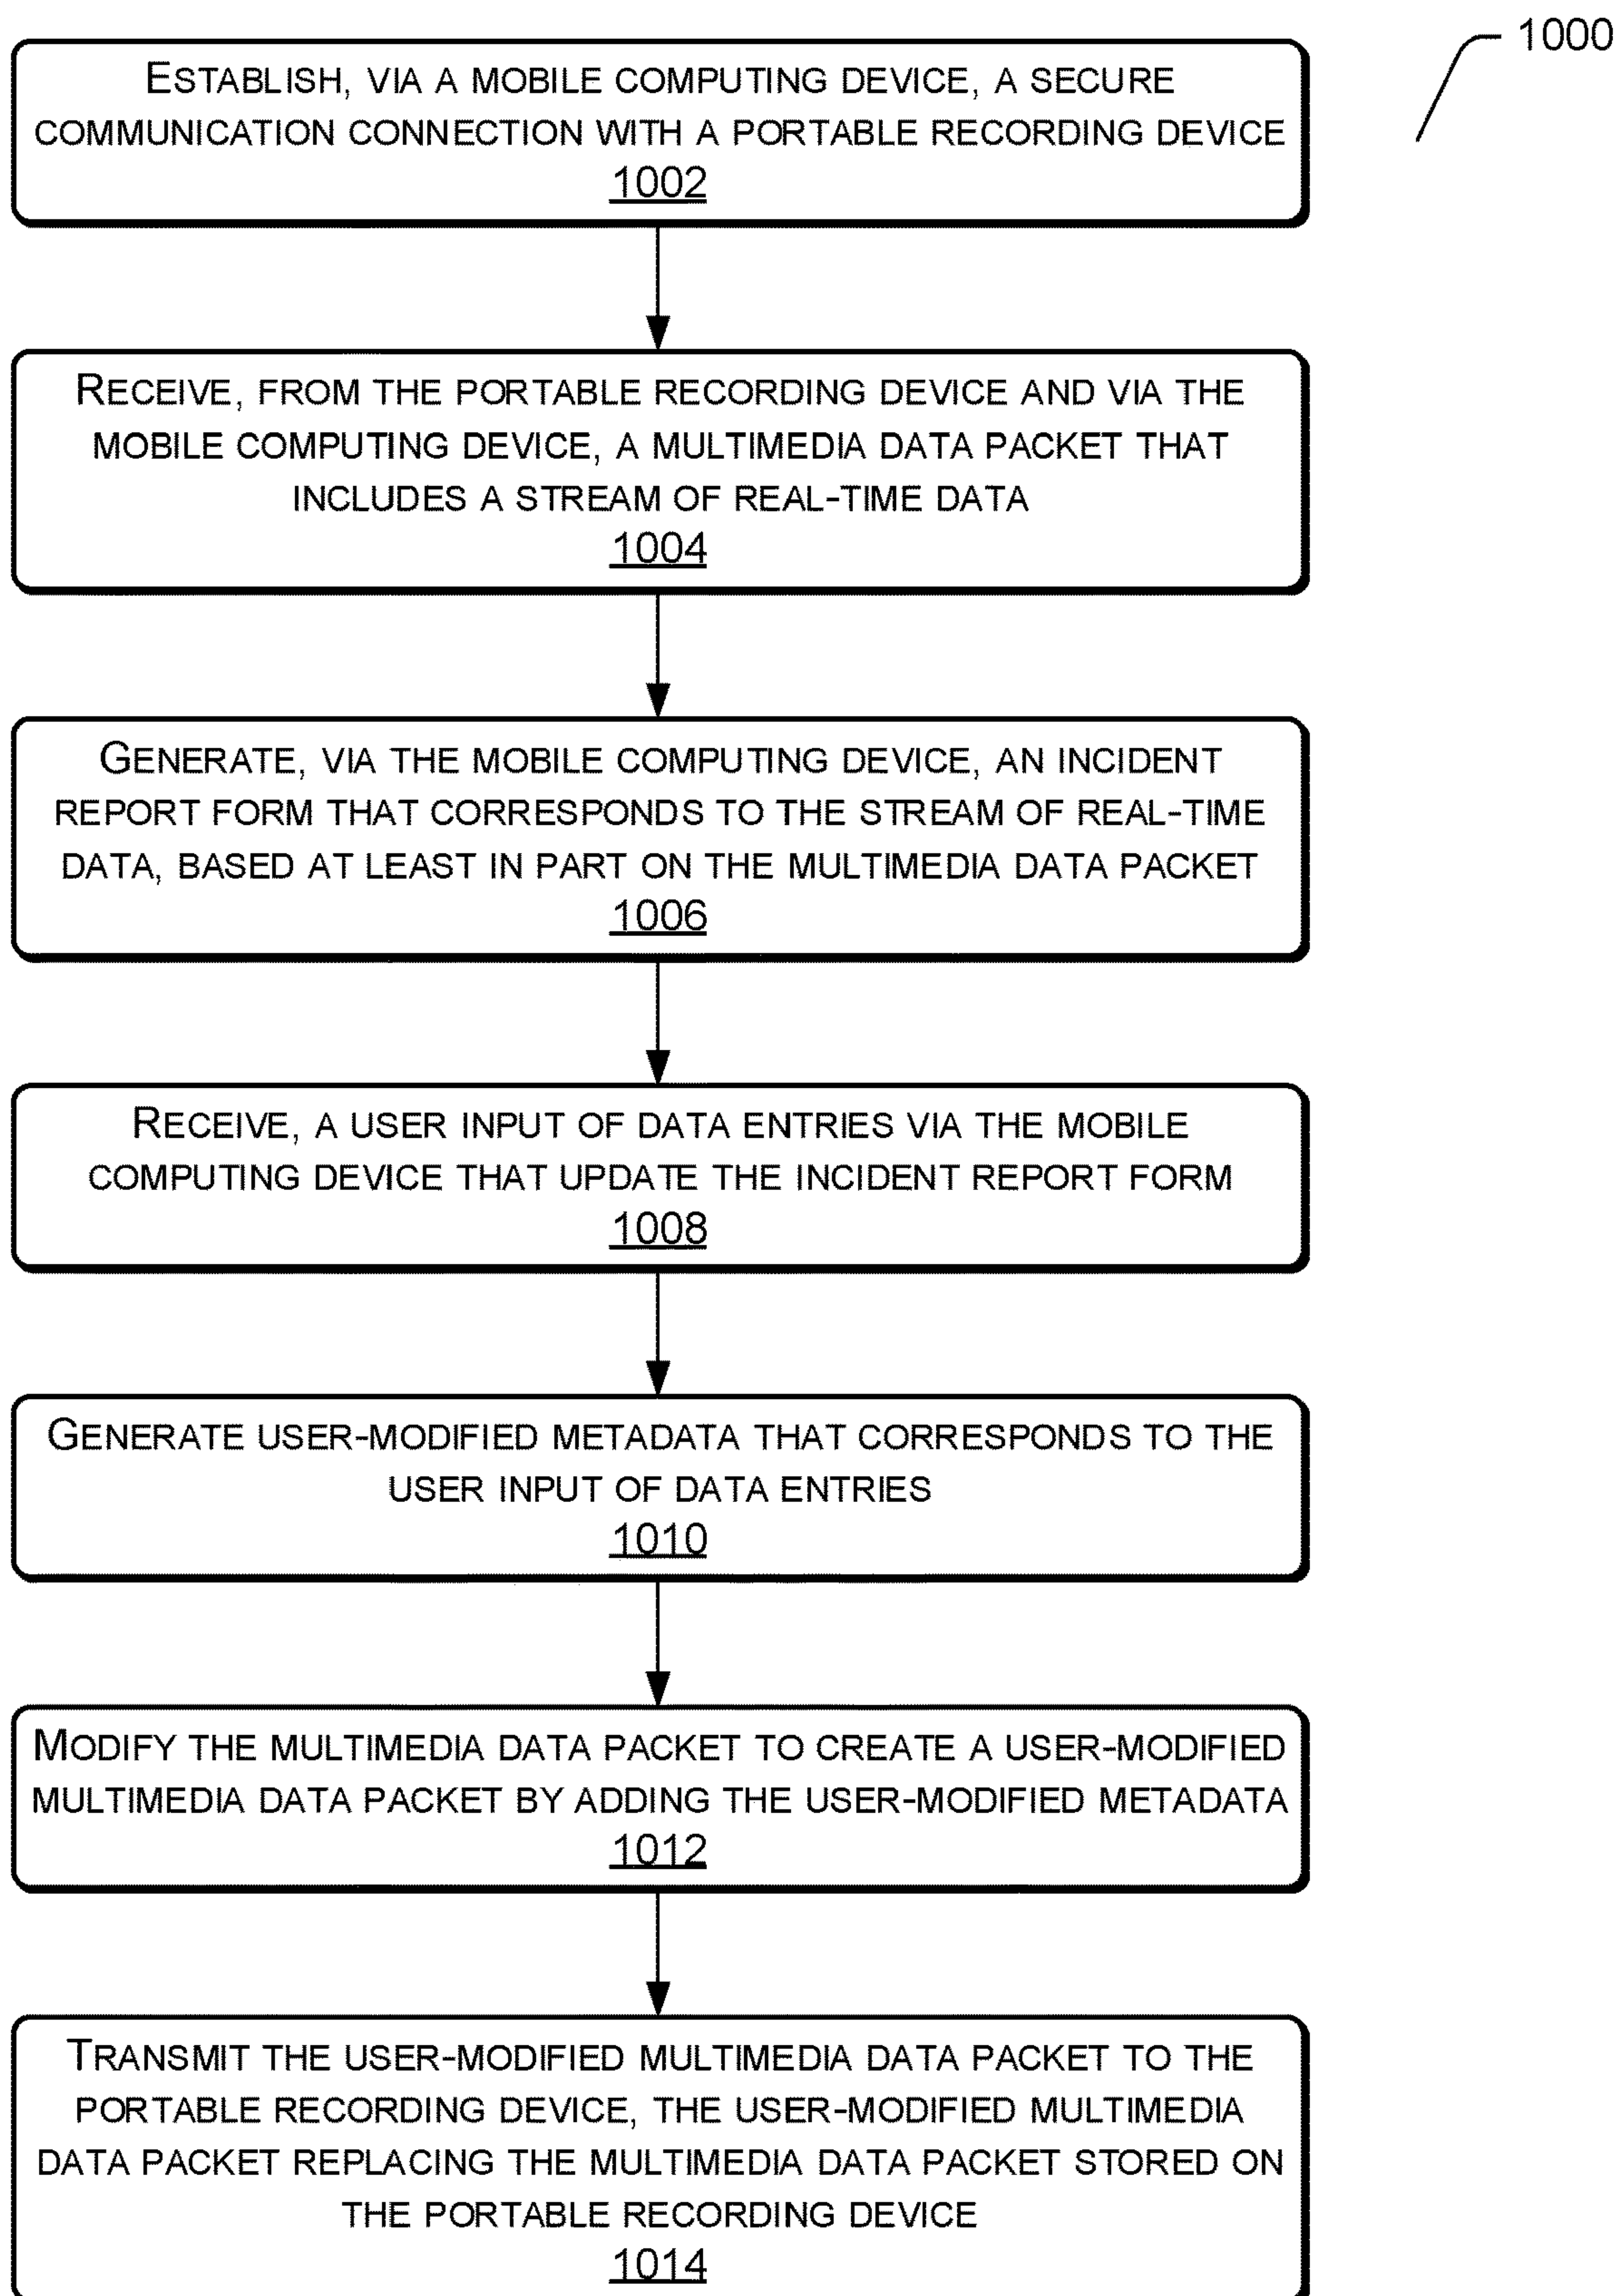 1000
ESTABLISH, VIA A MOBILE COMPUTING DEVICE, A SECURE
COMMUNICATION CONNECTION WITH A PORTABLE RECORDING DEVICE
1002
RECEIVE, FROM THE PORTABLE RECORDING DEVICE AND VIA THE
MOBILE COMPUTING DEVICE, A MULTIMEDIA DATA PACKET THAT
INCLUDES A STREAM OF REAL-TIME DATA
1004
GENERATE, VIA THE MOBILE COMPUTING DEVICE, AN INCIDENT
REPORT FORM THAT CORRESPONDS TO THE STREAM OF REAL-TIME
DATA, BASED AT LEAST IN PART ON THE MULTIMEDIA DATA PACKET
1006
RECEIVE, A USER INPUT OF DATA ENTRIES VIA THE MOBILE
COMPUTING DEVICE THAT UPDATE THE INCIDENT REPORT FORM
1008
GENERATE USER-MODIFIED METADATA THAT CORRESPONDS TO THE
USER INPUT OF DATA ENTRIES
1010
MODIFY THE MULTIMEDIA DATA PACKET TO CREATE A USER-MODIFIED
MULTIMEDIA DATA PACKET BY ADDING THE USER-MODIFIED METADATA
1012
TRANSMIT THE USER-MODIFIED MULTIMEDIA DATA PACKET TO THE
PORTABLE RECORDING DEVICE, THE USER-MODIFIED MULTIMEDIA
DATA PACKET REPLACING THE MULTIMEDIA DATA PACKET STORED ON
THE PORTABLE RECORDING DEVICE
1014